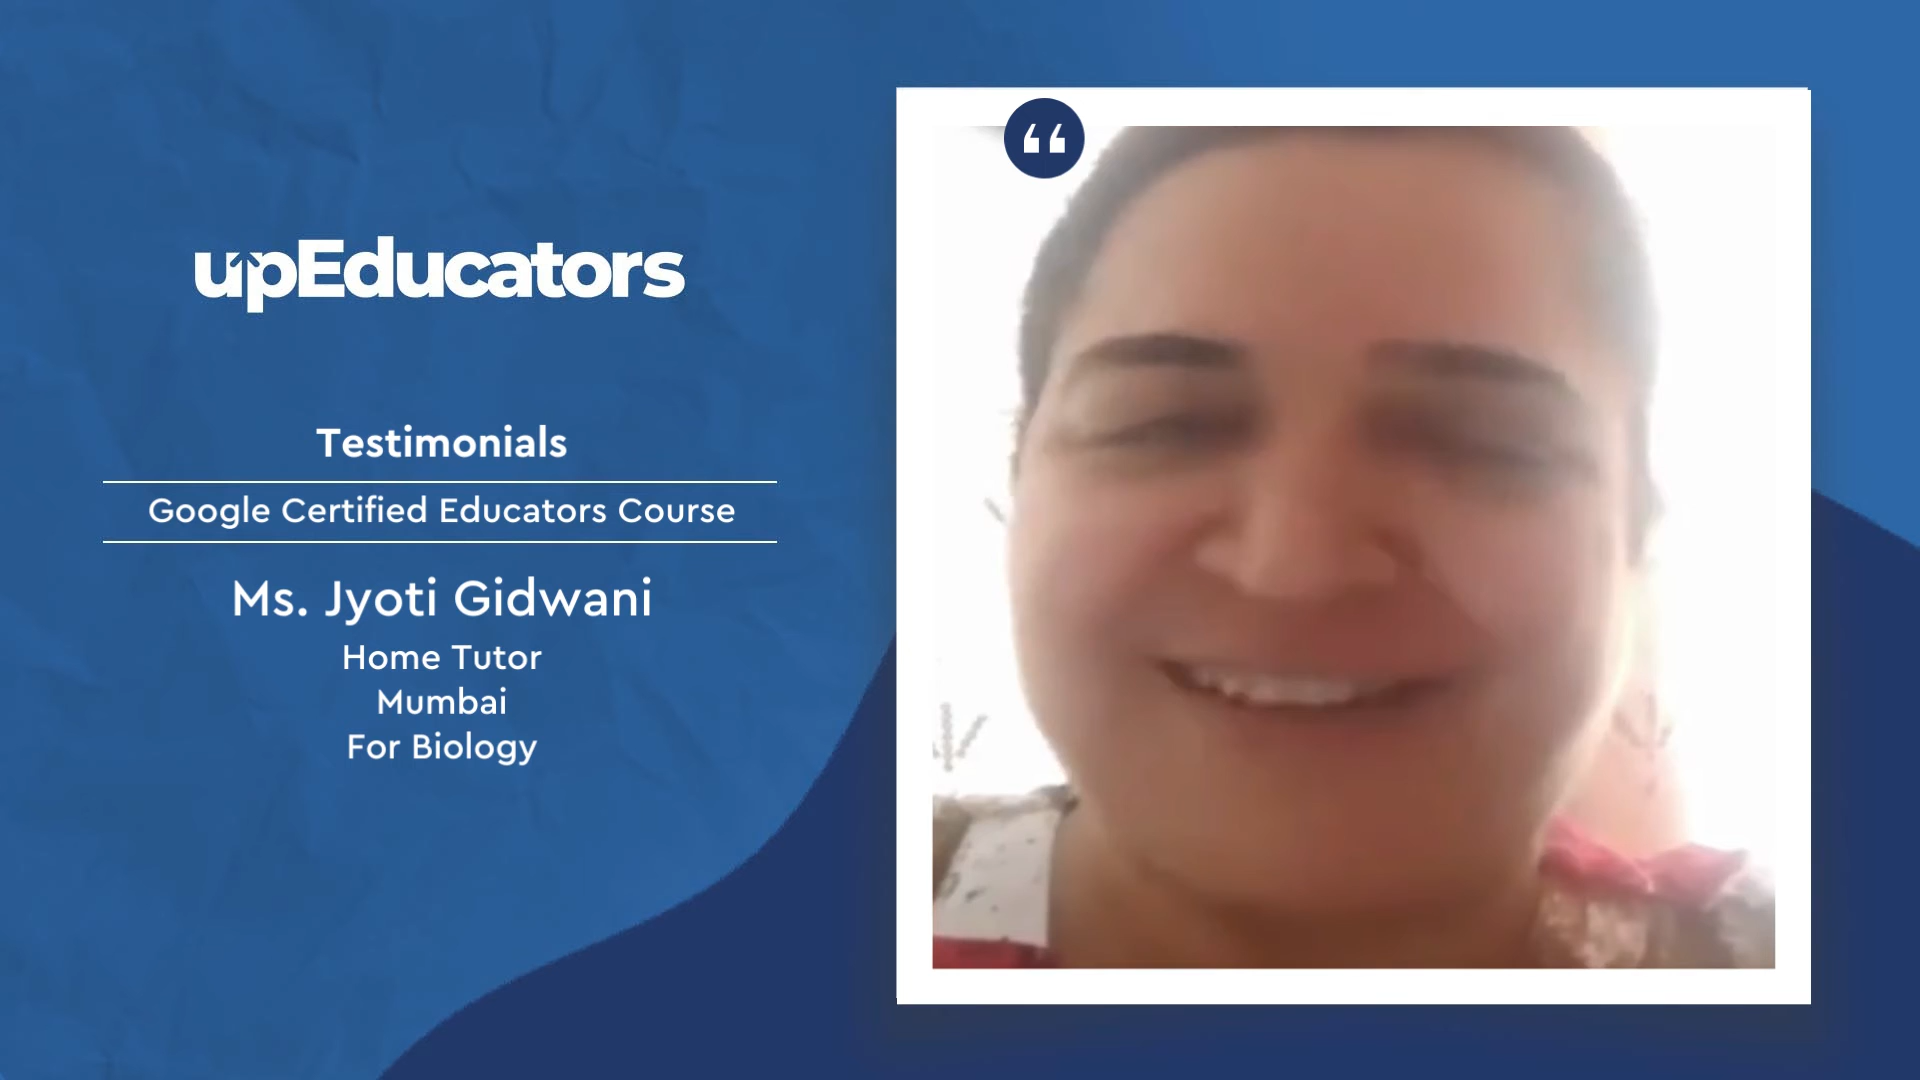 upEducators
Testimonials
Google Certified Educators Course
Ms. Jyoti Gidwani
Home Tutor
Mumbai
For Biology